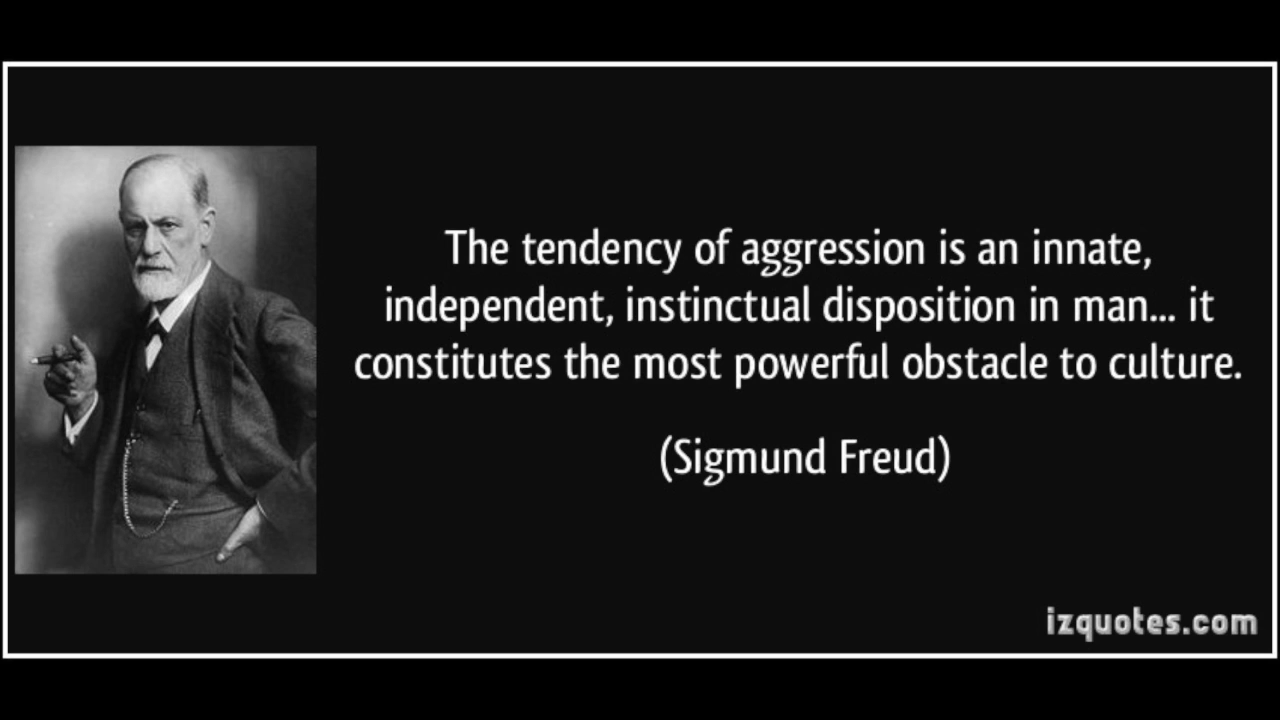 The tendency of aggression is an innate,
independent, instinctual disposition in man... it
constitutes the most powerful obstacle to culture.
(Sigmund Freud)
izquotes.com